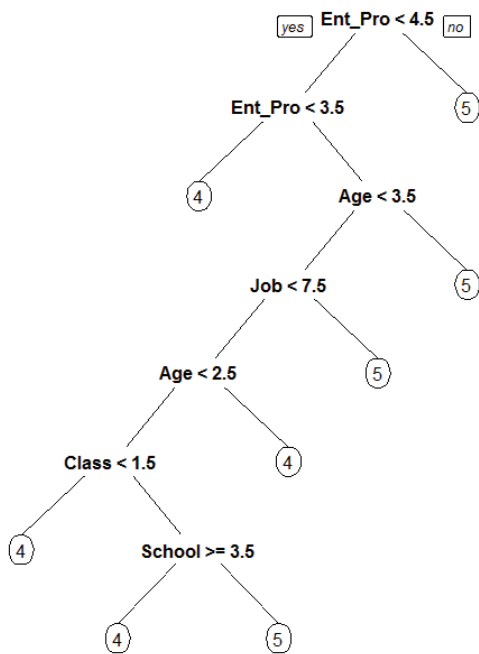 yes Ent_Pro < 4.5 no
Ent_Pro < 3.5 5
4 Age < 3.5
Job < 7.5 5
Age < 2.5 5
Class < 1.5 4
4 School >= 3.5
4 5